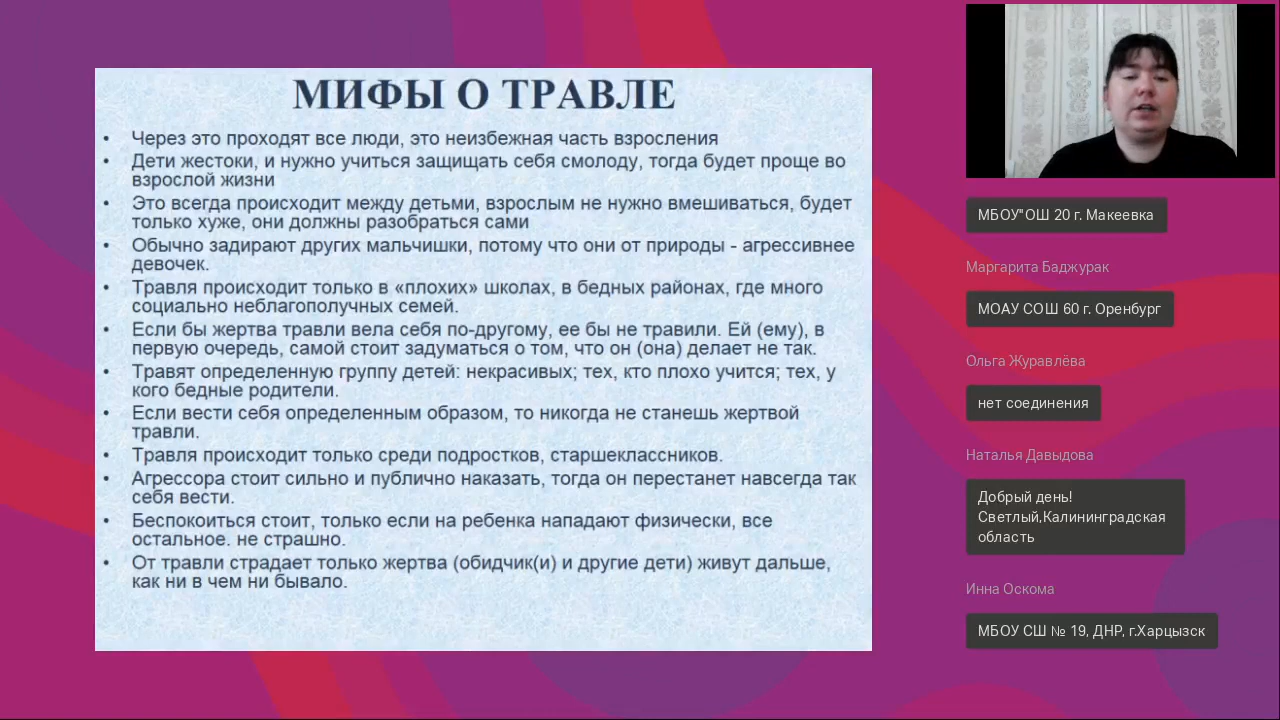 МИФЫ О ТРАВЛЕ
• Через это проходят все люди, это неизбежная часть взросления
• Дети жестоки, и нужно учиться защищать себя смолоду, тогда будет проще во
взрослой жизни
• Это всегда происходит между детьми, взрослым не нужно вмешиваться, будет
только хуже, они должны разобраться сами
• Обычно задирают других мальчишки, потому что они от природы - агрессивнее
девочек.
• Травля происходит только в «плохих» школах, в бедных районах, где много
социально неблагополучных семей.
• Если бы жертва травли вела себя по-другому, ее бы не травили. Ей (ему), в
первую очередь, самой стоит задуматься о том, что он (она) делает не так.
• Травят определенную группу детей: некрасивых; тех, кто плохо учится; тех, у
кого бедные родители.
• Если вести себя определенным образом, то никогда не станешь жертвой
травли.
• Травля происходит только среди подростков, старшеклассников.
• Агрессора стоит сильно и публично наказать, тогда он перестанет навсегда так
себя вести.
• Беспокоиться стоит, только если на ребенка нападают физически, все
остальное. не страшно.
• От травли страдает только жертва (обидчик(и) и другие дети) живут дальше,
как ни в чем ни бывало.
МБОУ"ОШ 20 г. Макеевка
Маргарита Баджурак
МОАУ СОШ 60 г. Оренбург
Ольга Журавлёва
нет соединения
Наталья Давыдова
Добрый день!
Светлый,Калининградская
область
Инна Оскома
МБОУ СШ № 19, ДНР, г.Харцызск